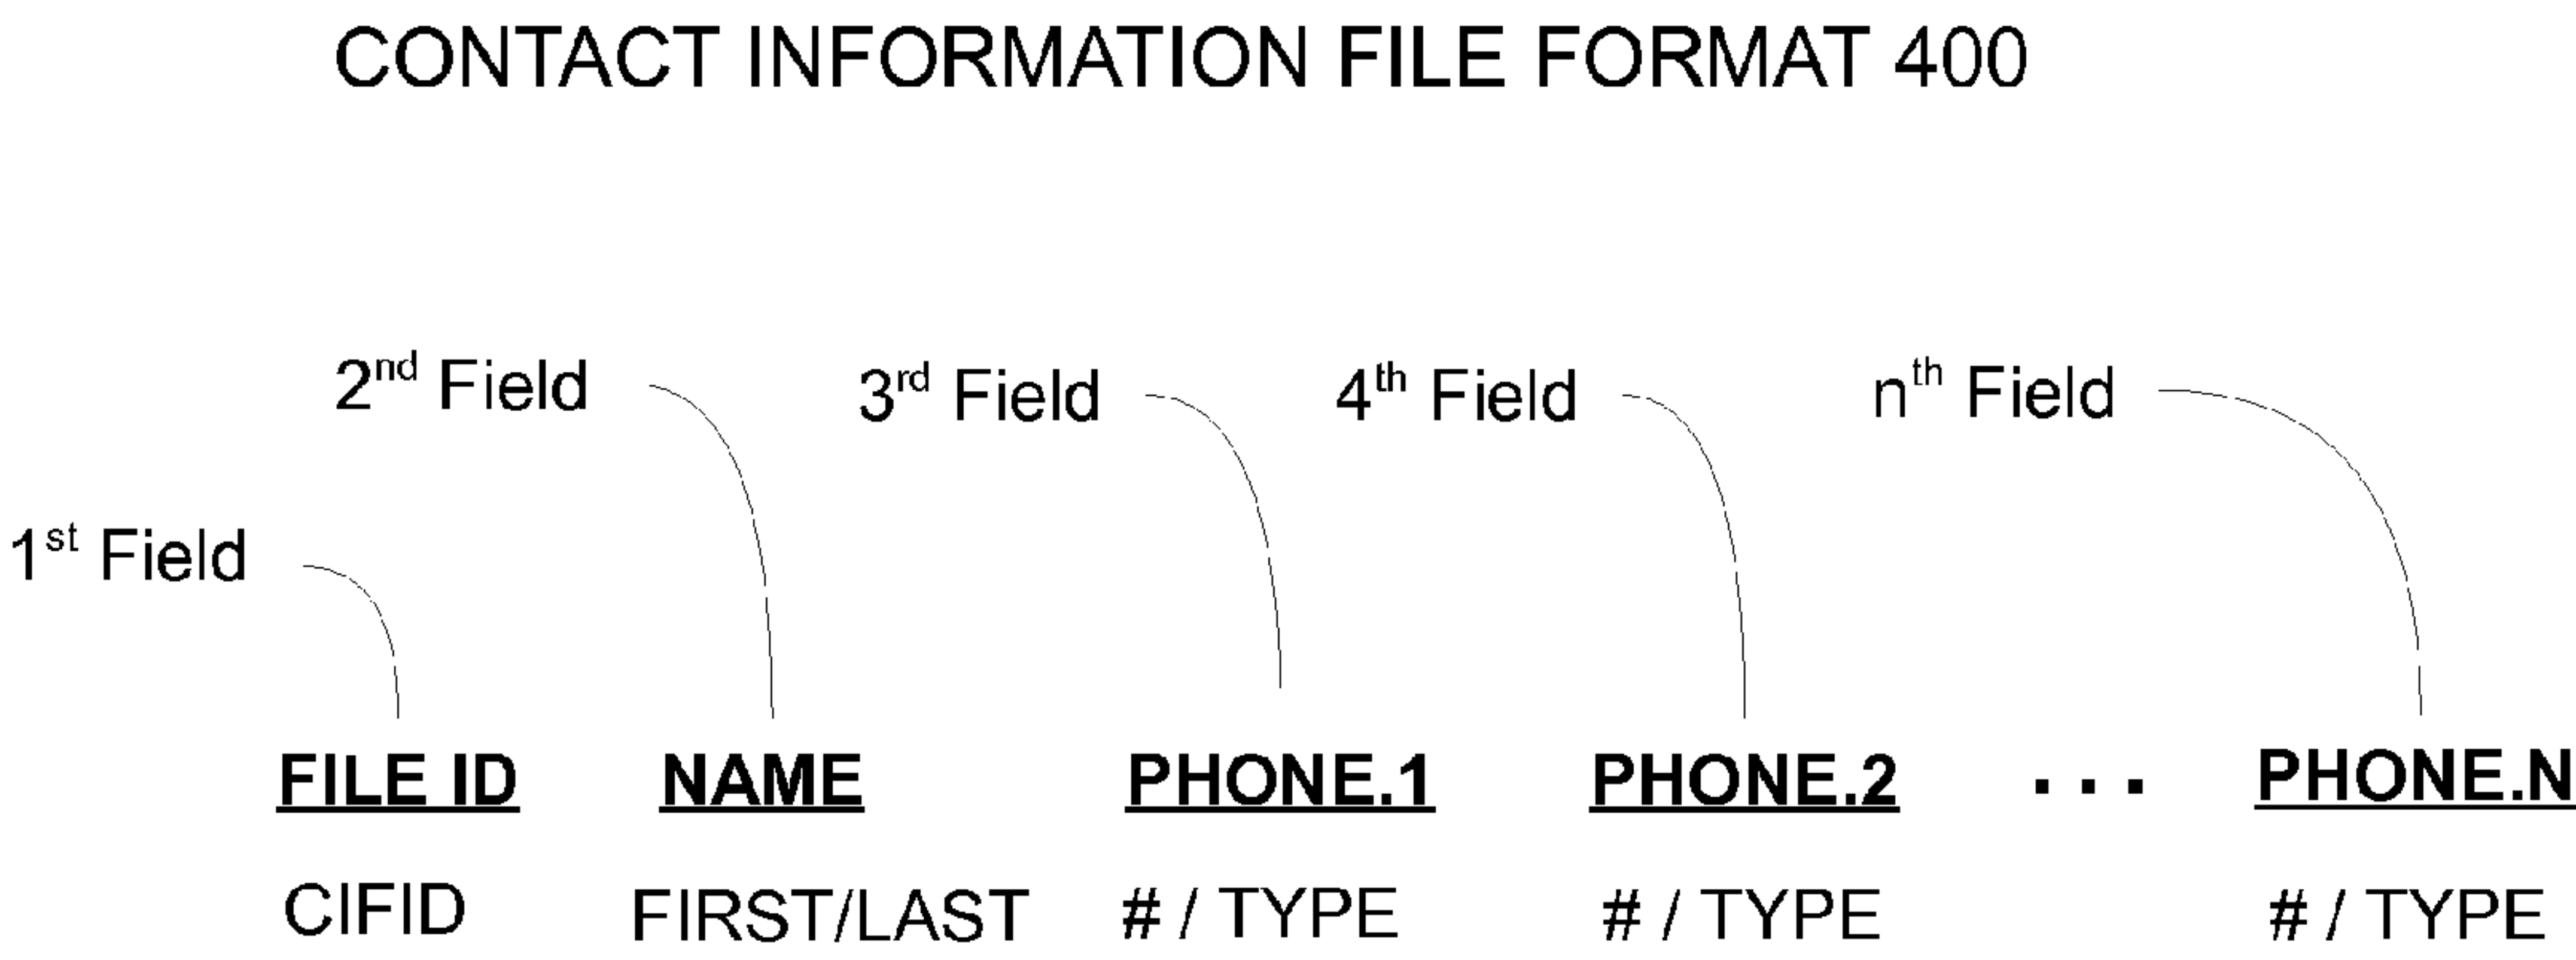 CONTACT INFORMATION FILE FORMAT 400
2nd Field 3rd Field 4th Field nth Field
1st Field
FILE ID NAME PHONE.1 PHONE.2 ... PHONE.N
CIFID FIRST/LAST # / TYPE # / TYPE # / TYPE